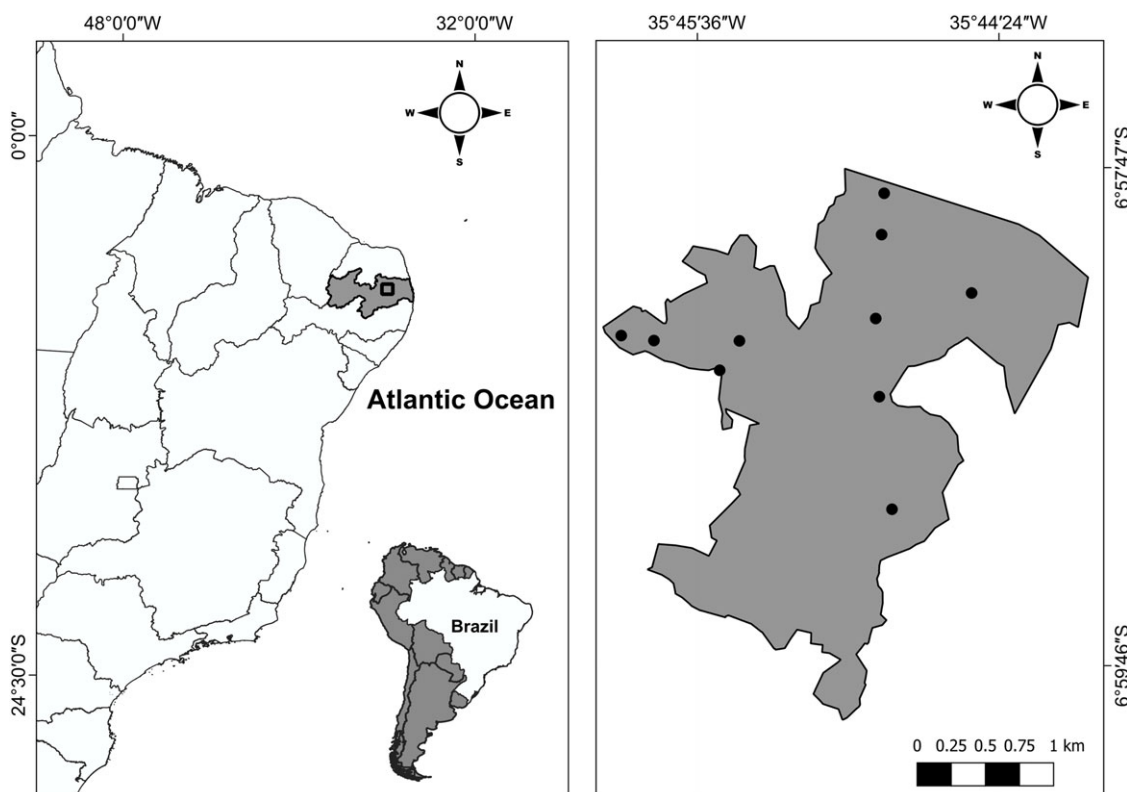 48°0′0″W 32°0′0″W
0°0′0″
24°30′0″S
N
W E
S
Atlantic Ocean
Brazil
35°45′36″W 35°44′24″W
6°57′47″S
6°59′46″S
N
W E
S
0 0.25 0.5 0.75 1 km